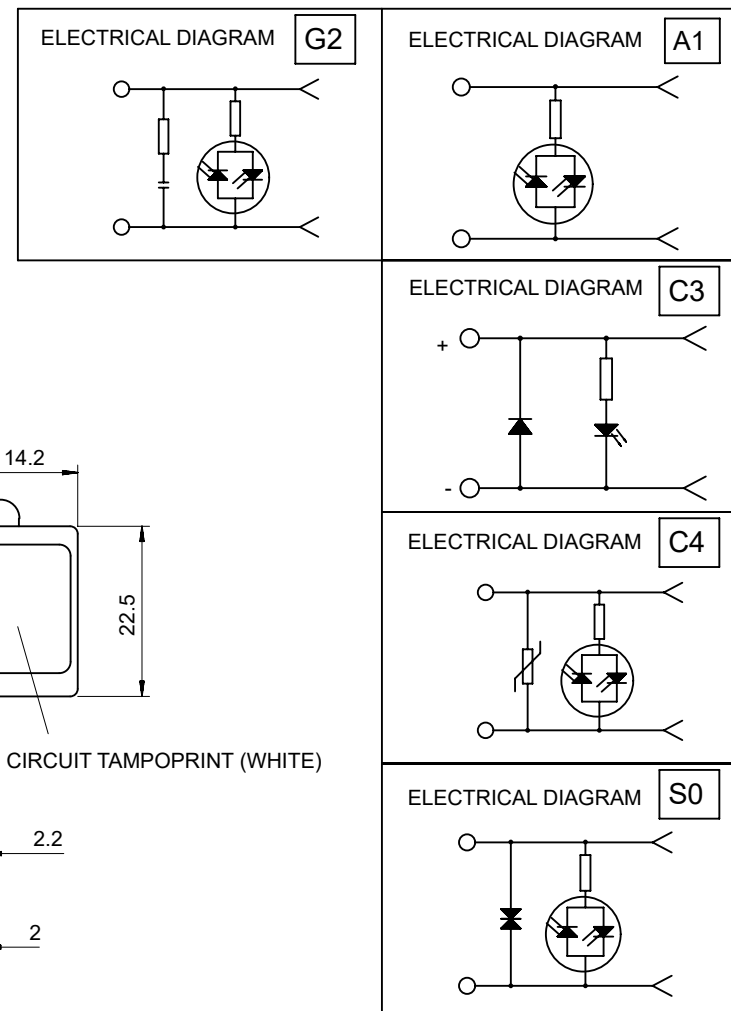 ELECTRICAL DIAGRAM G2
ELECTRICAL DIAGRAM A1
ELECTRICAL DIAGRAM C3
+
-
14.2
22.5
CIRCUIT TAMPOPRINT (WHITE)
ELECTRICAL DIAGRAM C4
2.2
2
ELECTRICAL DIAGRAM S0